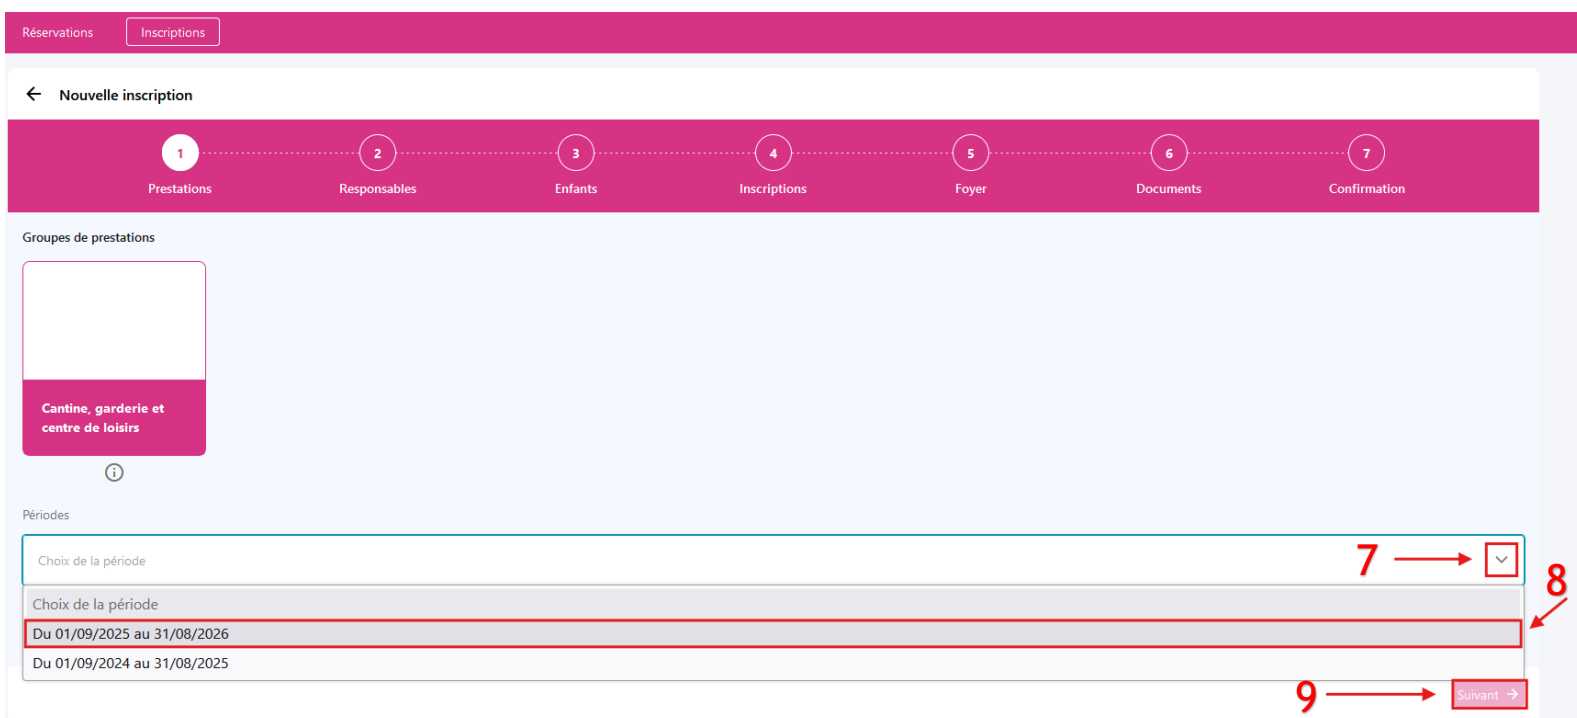 Réservations
Inscriptions
Nouvelle inscription
1
2
3
4
5
6
7
Prestations
Responsables
Enfants
Inscriptions
Foyer
Documents
Confirmation
Groupes de prestations
Cantine, garderie et
centre de loisirs
Périodes
Choix de la période
7
8
Choix de la période
Du 01/09/2025 au 31/08/2026
Du 01/09/2024 au 31/08/2025
9
Suivant